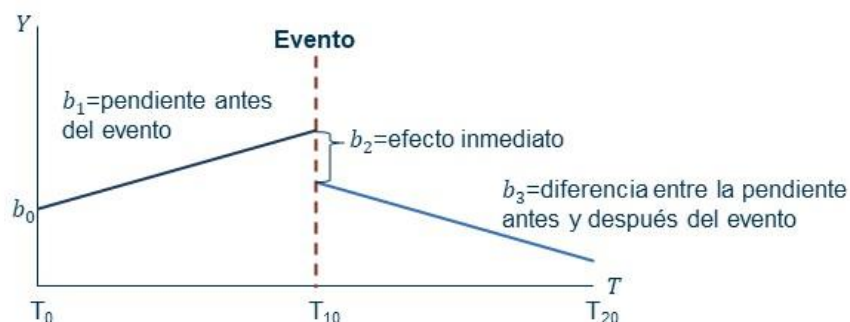 Y
Evento
b₁=pendiente antes
del evento
b₂=efecto inmediato
b₃=diferencia entre la pendiente
antes y después del evento
b₀
T
T₀
T₁₀
T₂₀